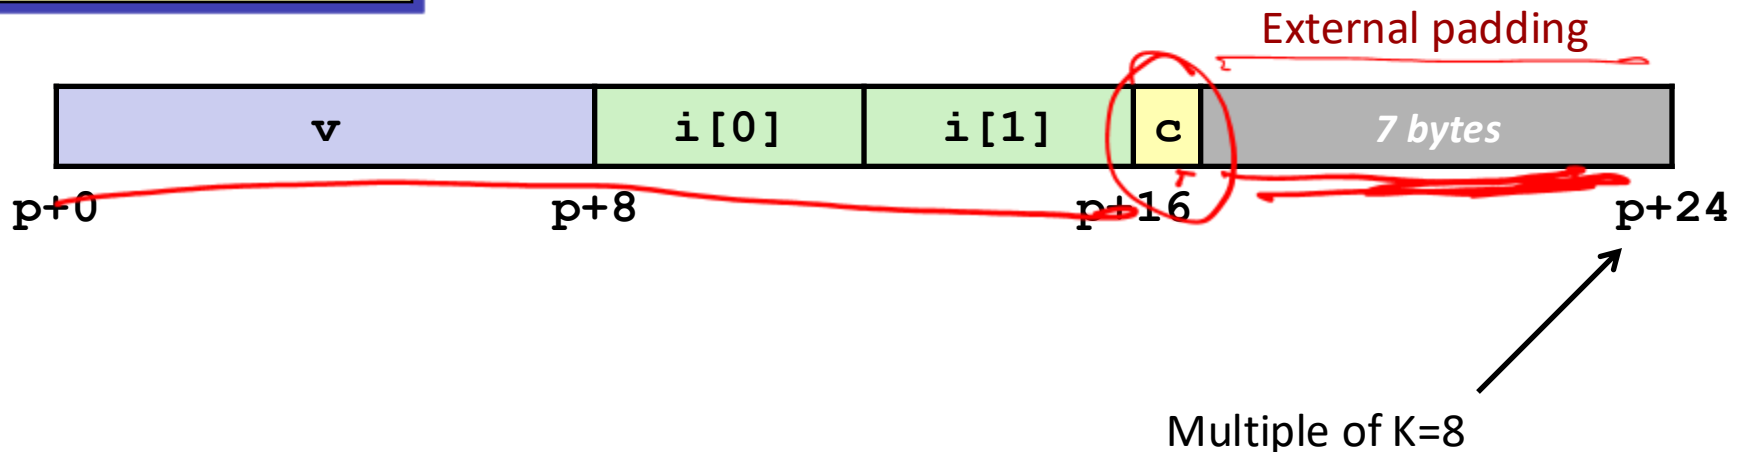 External padding
v i[0] i[1] c 7 bytes
p+0 p+8 p+16 p+24
Multiple of K=8